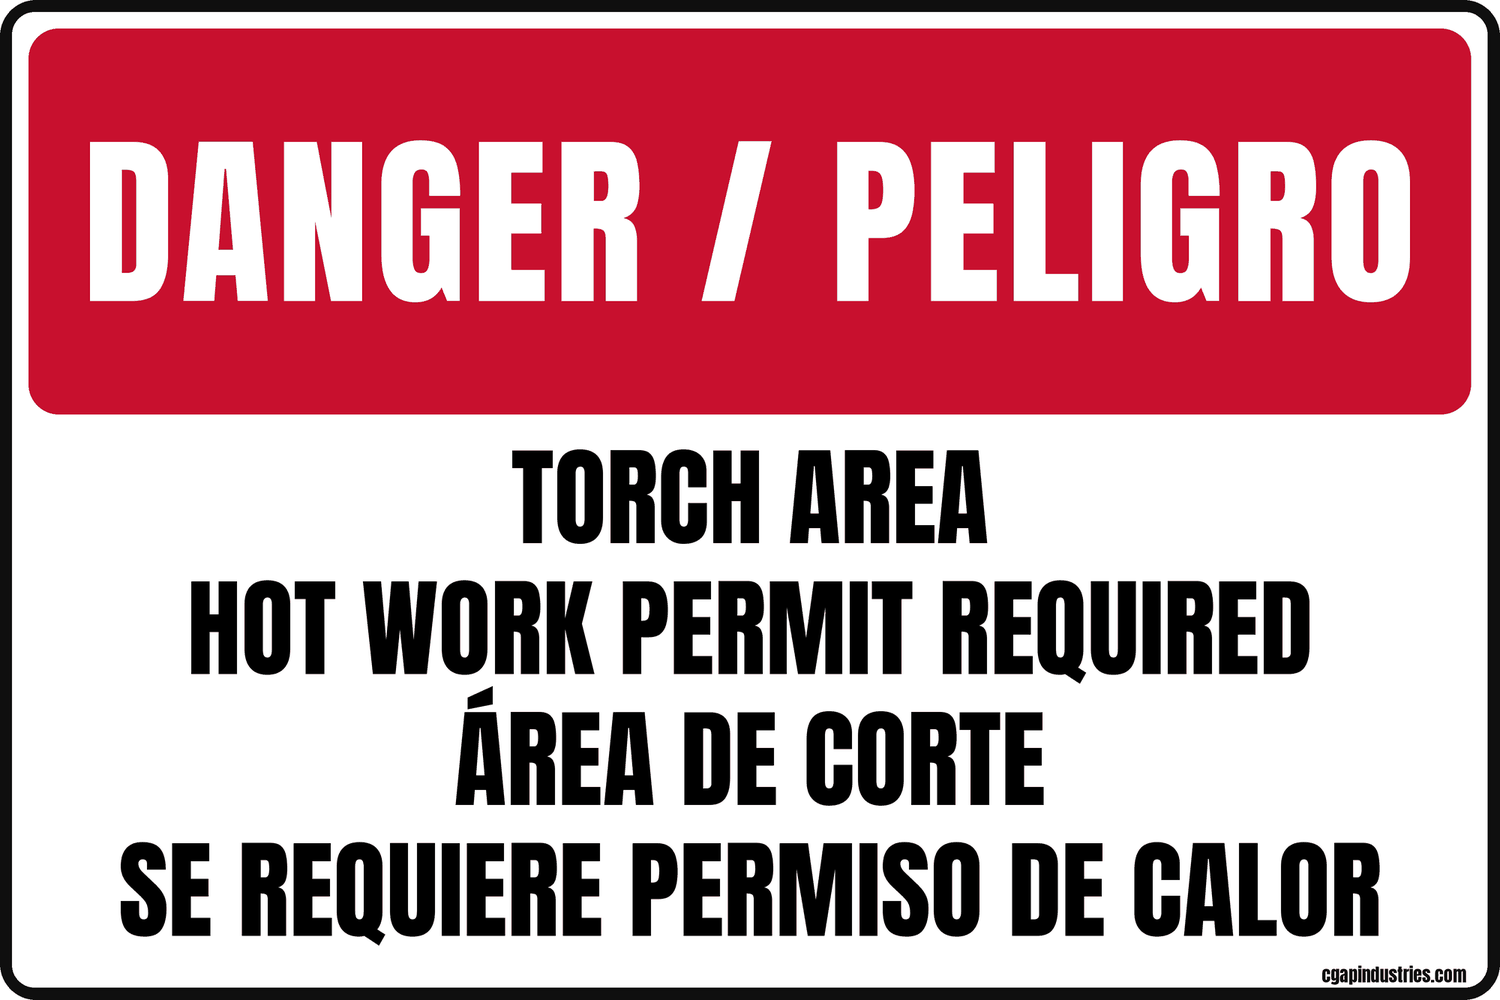 DANGER / PELIGRO
TORCH AREA
HOT WORK PERMIT REQUIRED
ÁREA DE CORTE
SE REQUIERE PERMISO DE CALOR
cgapindustries.com